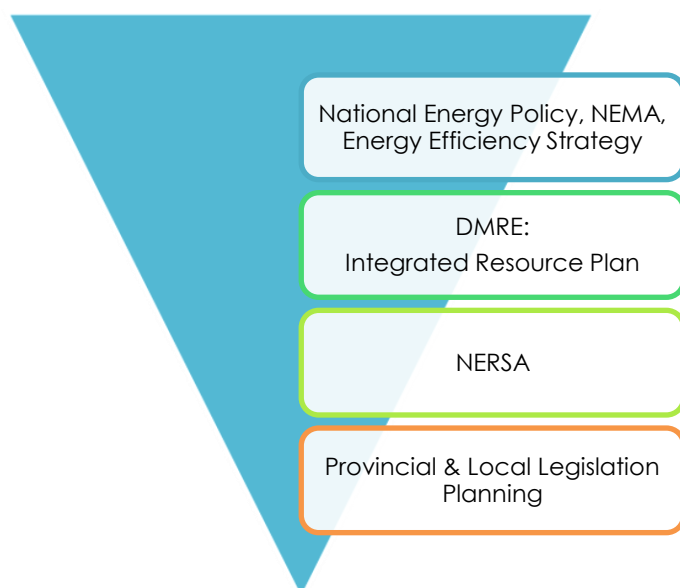 National Energy Policy, NEMA,
Energy Efficiency Strategy
DMRE:
Integrated Resource Plan
NERSA
Provincial & Local Legislation
Planning